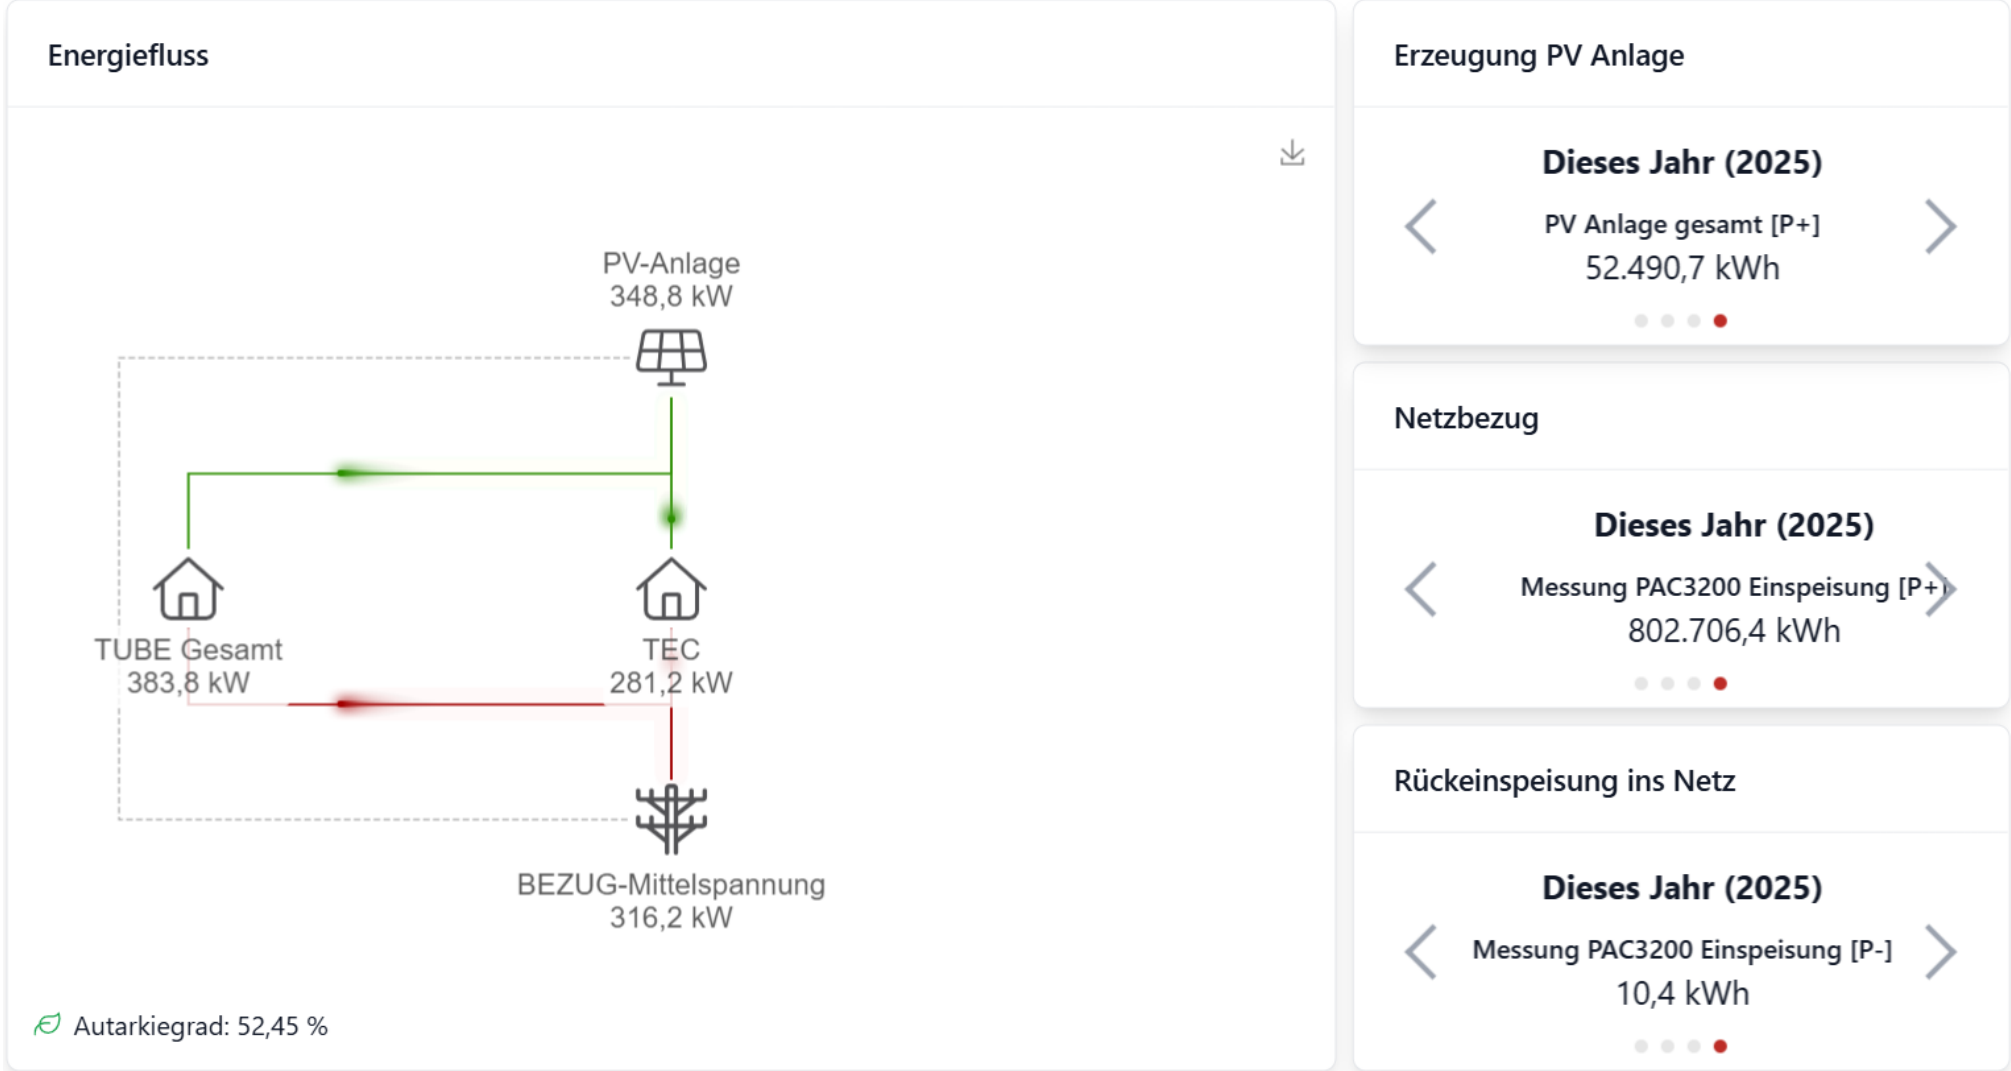 Energiefluss
PV-Anlage
348,8 kW
TUBE Gesamt
383,8 kW
TEC
281,2 kW
BEZUG-Mittelspannung
316,2 kW
Autarkiegrad: 52,45 %
Erzeugung PV Anlage
Dieses Jahr (2025)
PV Anlage gesamt [P+]
52.490,7 kWh
Netzbezug
Dieses Jahr (2025)
Messung PAC3200 Einspeisung [P+]
802.706,4 kWh
Rückeinspeisung ins Netz
Dieses Jahr (2025)
Messung PAC3200 Einspeisung [P-]
10,4 kWh